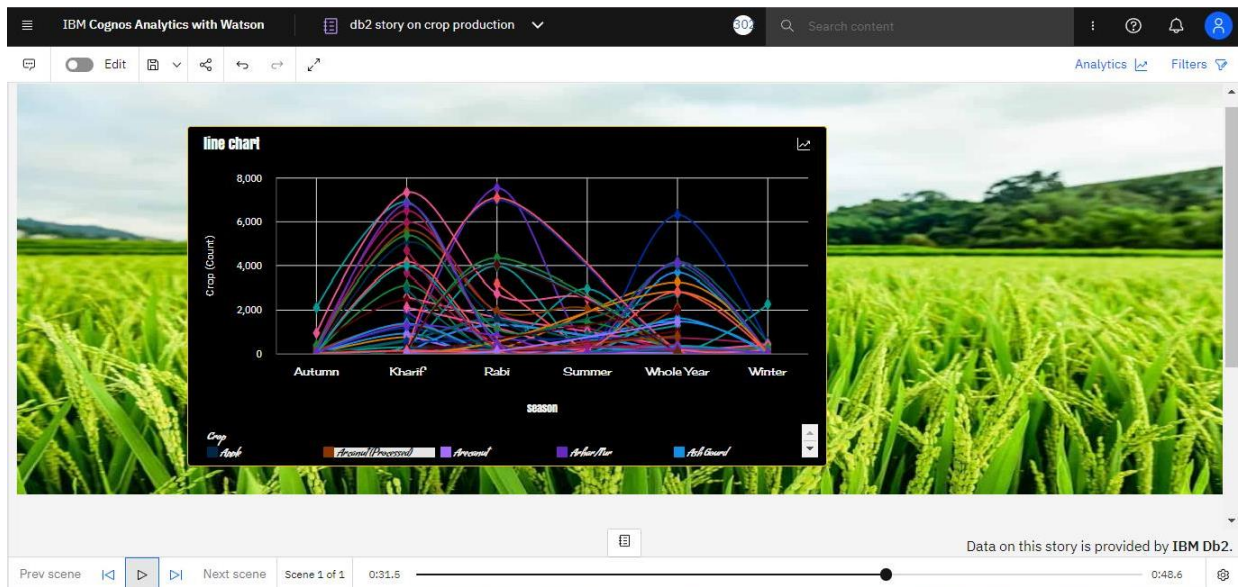 IBM Cognos Analytics with Watson
db2 story on crop production
302
Search content
Edit
Analytics
Filters
line chart
8,000
6,000
4,000
2,000
0
Crop (Count)
Autumn
Kharif
Rabi
Summer
Whole Year
Winter
season
Crop
Apple
Arcanut (Processed)
Arecanut
Arhar/Tur
Ash Gourd
Data on this story is provided by IBM Db2.
Prev scene
Next scene
Scene 1 of 1
0:31.5
0:48.6